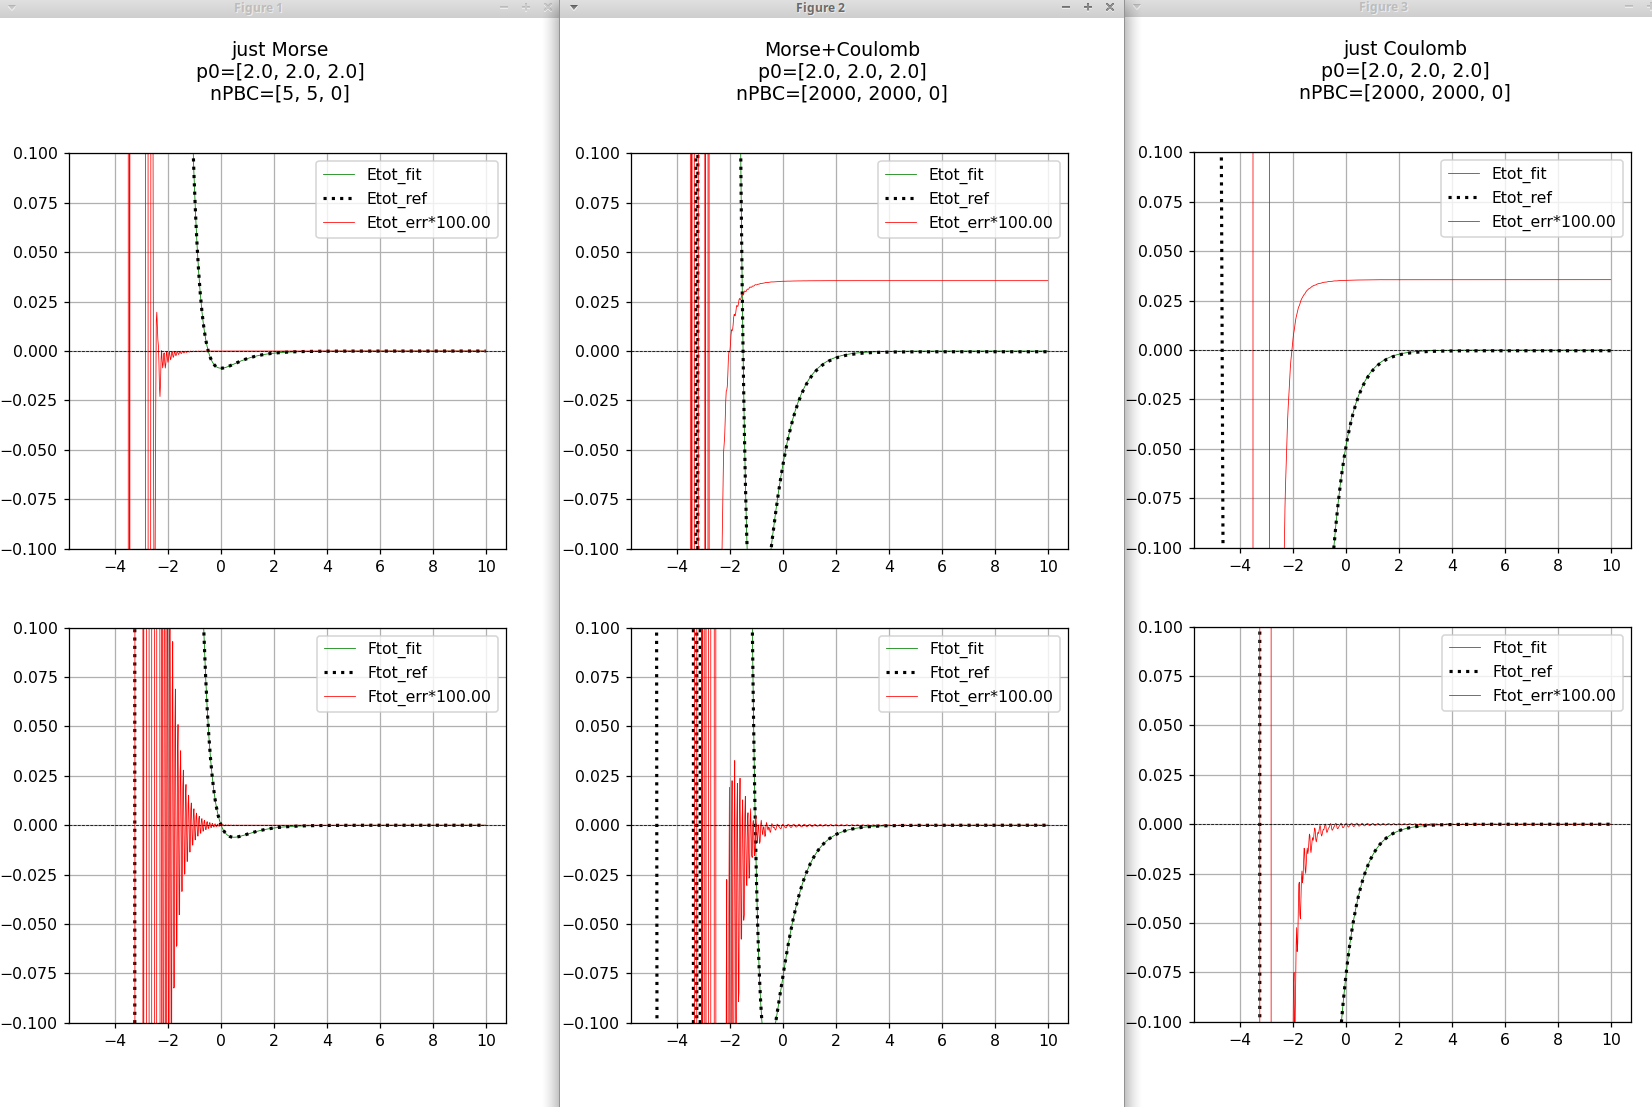 Figure 1
just Morse
p0=[2.0, 2.0, 2.0]
nPBC=[5, 5, 0]
0.100
0.075
0.050
0.025
0.000
−0.025
−0.050
−0.075
−0.100
−4 −2 0 2 4 6 8 10
Etot_fit
Etot_ref
Etot_err*100.00
0.100
0.075
0.050
0.025
0.000
−0.025
−0.050
−0.075
−0.100
−4 −2 0 2 4 6 8 10
Ftot_fit
Ftot_ref
Ftot_err*100.00
Figure 2
Morse+Coulomb
p0=[2.0, 2.0, 2.0]
nPBC=[2000, 2000, 0]
0.100
0.075
0.050
0.025
0.000
−0.025
−0.050
−0.075
−0.100
−4 −2 0 2 4 6 8 10
Etot_fit
Etot_ref
Etot_err*100.00
0.100
0.075
0.050
0.025
0.000
−0.025
−0.050
−0.075
−0.100
−4 −2 0 2 4 6 8 10
Ftot_fit
Ftot_ref
Ftot_err*100.00
Figure 3
just Coulomb
p0=[2.0, 2.0, 2.0]
nPBC=[2000, 2000, 0]
0.100
0.075
0.050
0.025
0.000
−0.025
−0.050
−0.075
−0.100
−4 −2 0 2 4 6 8 10
Etot_fit
Etot_ref
Etot_err*100.00
0.100
0.075
0.050
0.025
0.000
−0.025
−0.050
−0.075
−0.100
−4 −2 0 2 4 6 8 10
Ftot_fit
Ftot_ref
Ftot_err*100.00